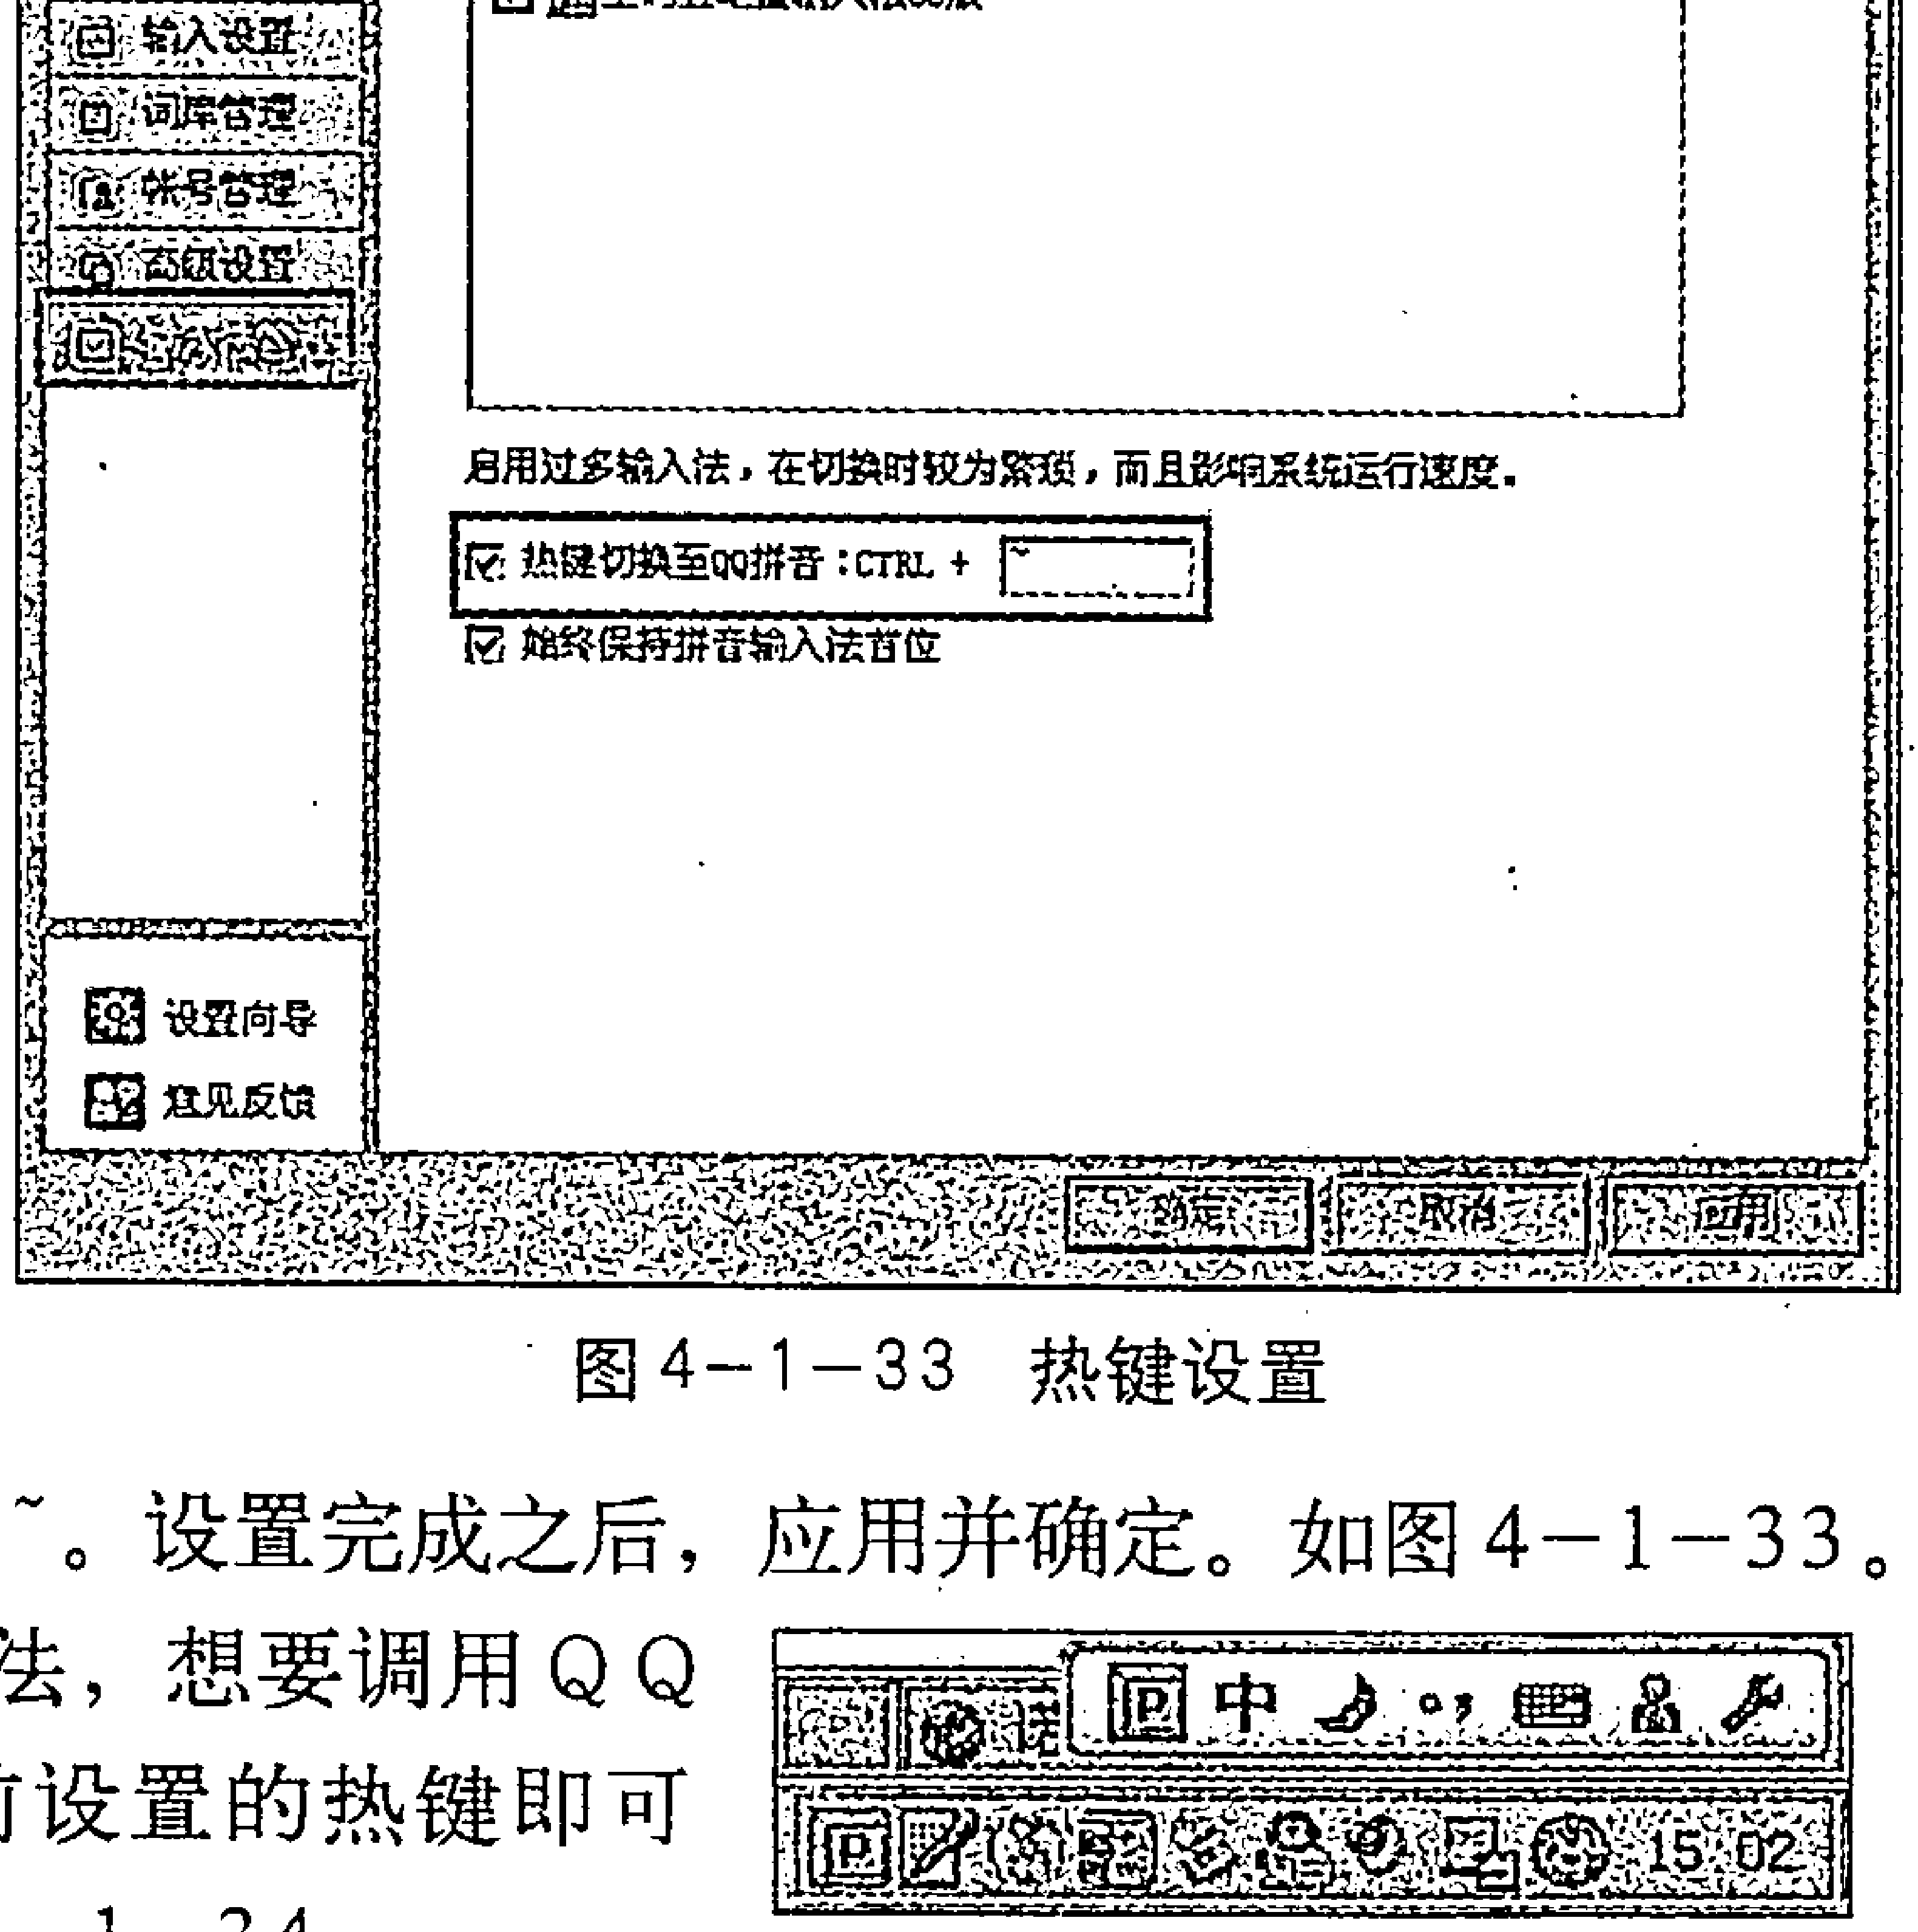 输入设置
词库管理
帐号管理
高级设置
启用过多输入法，在切换时较为繁琐，而且影响系统运行速度。
热键切换至QQ拼音：CTRL + ~
始终保持拼音输入法首位
设置向导
意见反馈
确定 取消 应用
图4-1-33 热键设置
~。设置完成之后，应用并确定。如图4-1-33。
法，想要调用QQ
中
前设置的热键即可
15:02